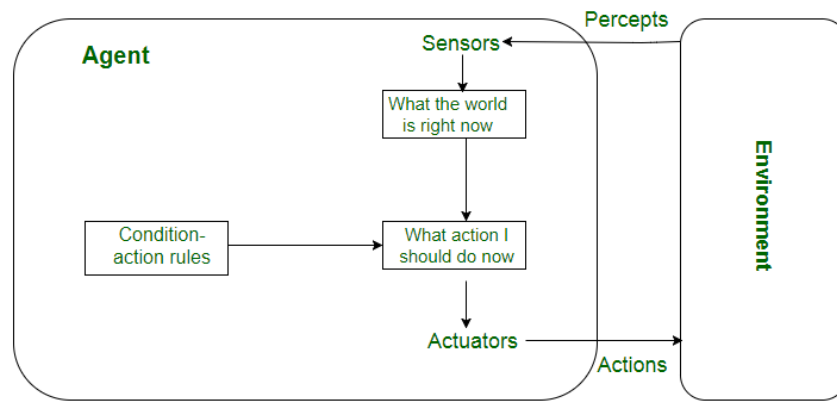 Percepts
Agent
Sensors
What the world
is right now
Condition-
action rules
What action I
should do now
Environment
Actuators
Actions